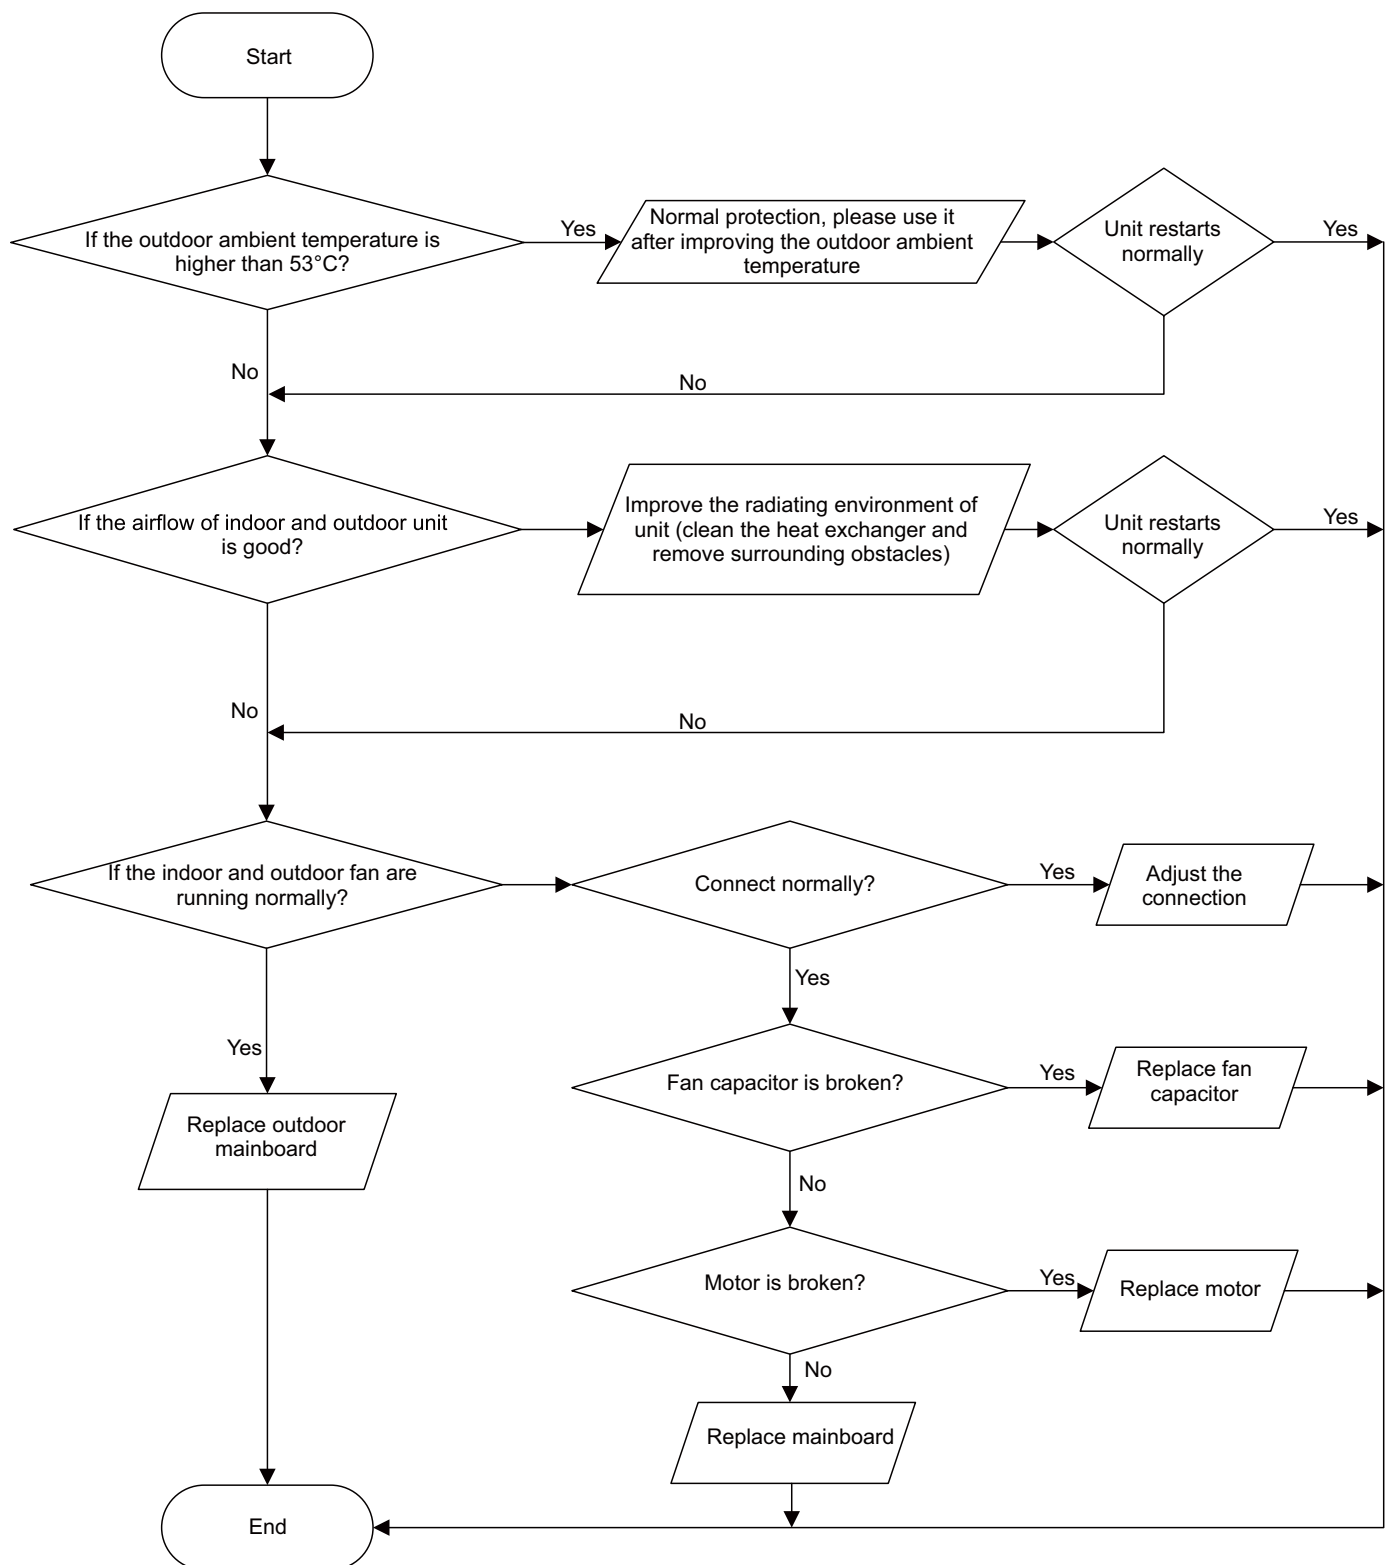 Start
If the outdoor ambient temperature is
higher than 53°C?
Yes
Normal protection, please use it
after improving the outdoor ambient
temperature
Unit restarts
normally
Yes
No
No
If the airflow of indoor and outdoor unit
is good?
Improve the radiating environment of
unit (clean the heat exchanger and
remove surrounding obstacles)
Unit restarts
normally
Yes
No
No
If the indoor and outdoor fan are
running normally?
Connect normally?
Yes
Adjust the
connection
Yes
Yes
Fan capacitor is broken?
Yes
Replace fan
capacitor
Replace outdoor
mainboard
No
Motor is broken?
Yes
Replace motor
No
Replace mainboard
End